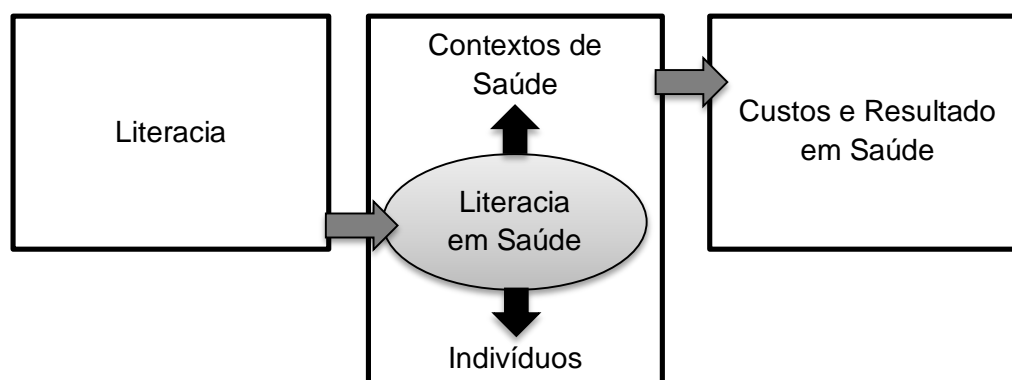 Literacia
Contextos de
Saúde
Literacia
em Saúde
Indivíduos
Custos e Resultado
em Saúde